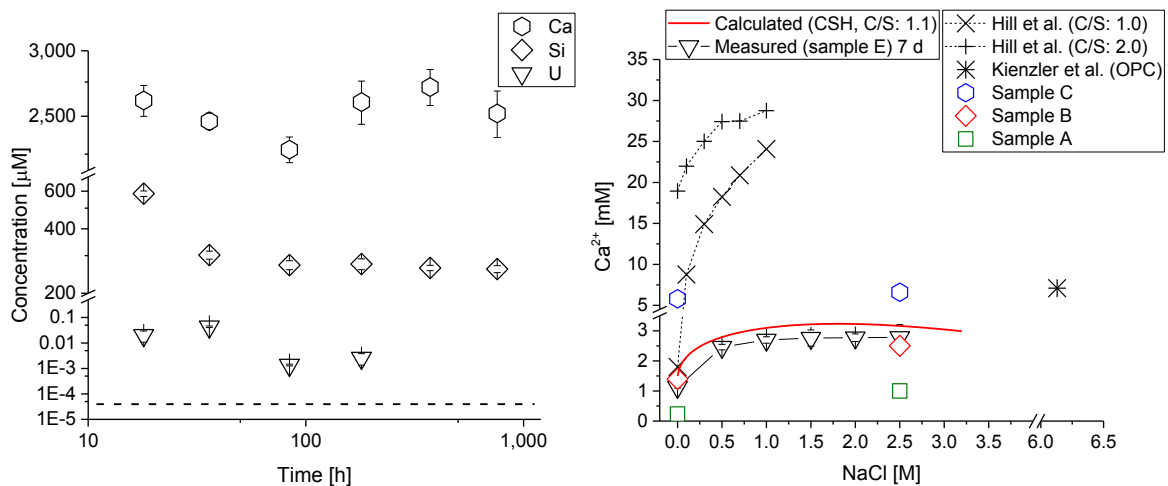 Ca
Si
U
3,000
2,500
600
400
200
0.1
0.01
1E-3
1E-4
1E-5
Concentration [µM]
10
100
1,000
Time [h]
Calculated (CSH, C/S: 1.1)
Measured (sample E) 7 d
Hill et al. (C/S: 1.0)
Hill et al. (C/S: 2.0)
Kienzler et al. (OPC)
Sample C
Sample B
Sample A
35
30
25
20
15
10
5
3
2
1
0
Ca²⁺ [mM]
0.0 0.5 1.0 1.5 2.0 2.5 3.0 6.0 6.5
NaCl [M]